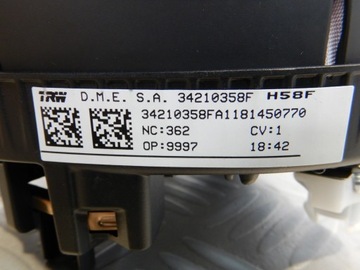 TRW D.M.E. S.A. 34210358F H58F
34210358FA1181450770
NC:362 CV:1
OP:9997 18:42